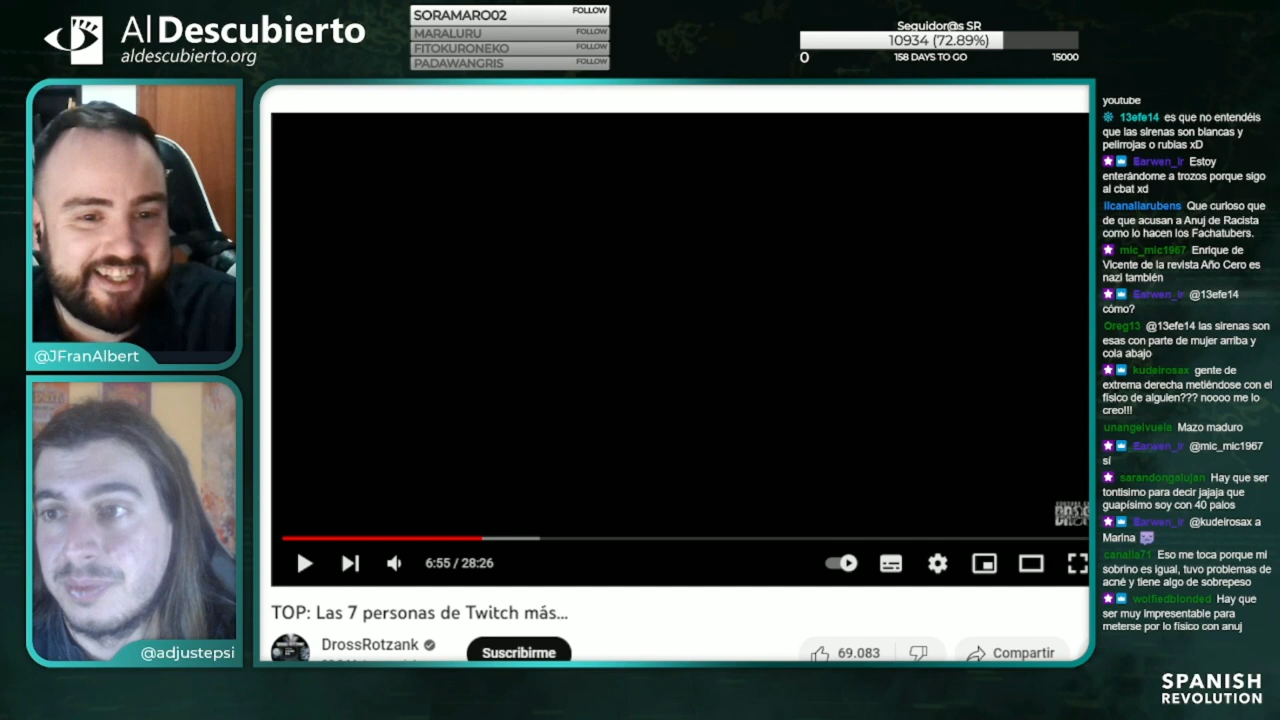 Al Descubierto
aldescubierto.org
SORAMARO02 FOLLOW
MARALURU FOLLOW
FITOKURONEKO FOLLOW
PADAWANGRIS FOLLOW
Seguidor@s SR
10934 (72.89%)
0 158 DAYS TO GO 15000
@JFranAlbert
@adjustepsi
6:55 / 28:26
TOP: Las 7 personas de Twitch más...
DrossRotzank
Suscribirme
69.083
Compartir
youtube
13efe14 es que no entendéis
que las sirenas son blancas y
pelirrojas o rubias xD
Earwen_ir Estoy
enterándome a trozos porque sigo
al cbat xd
ilcanallarubens Que curioso que
de que acusan a Anuj de Racista
como lo hacen los Fachatubers.
mic_mic1967 Enrique de
Vicente de la revista Año Cero es
nazi también
Earwen_ir @13efe14
cómo?
Oreg13 @13efe14 las sirenas son
esas con parte de mujer arriba y
cola abajo
kudeirosax gente de
extrema derecha metiéndose con el
físico de alguien??? noooo me lo
creo!!!
unangelvuela Mazo maduro
Earwen_ir @mic_mic1967
sí
sarandongalujan Hay que ser
tontisimo para decir jajaja que
guapísimo soy con 40 palos
Earwen_ir @kudeirosax a
Marina
canalla71 Eso me toca porque mi
sobrino es igual, tuvo problemas de
acné y tiene algo de sobrepeso
wolfiedblonded Hay que
ser muy impresentable para
meterse por lo físico con anuj
SPANISH
REVOLUTION